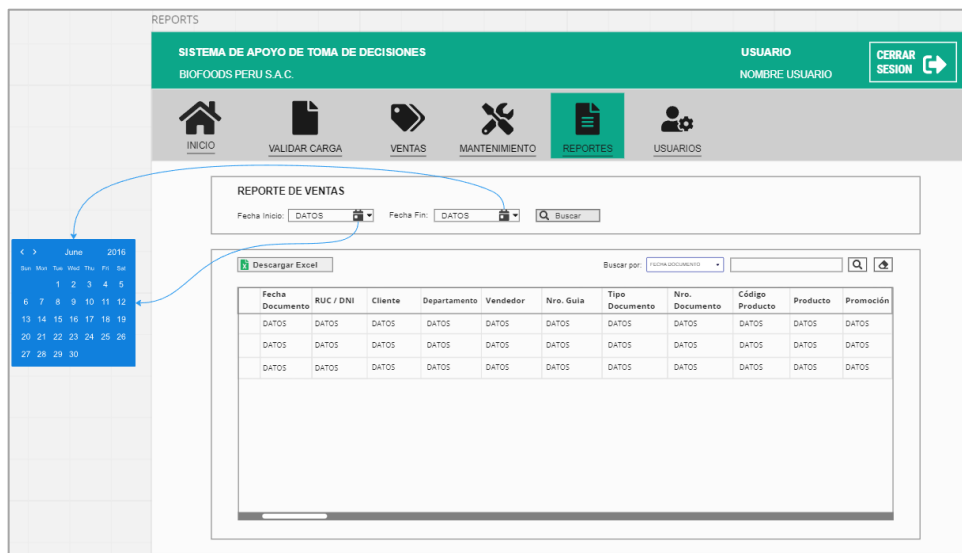 REPORTS
SISTEMA DE APOYO DE TOMA DE DECISIONES
BIOFOODS PERU S.A.C.
USUARIO
NOMBRE USUARIO
CERRAR
SESION
INICIO
VALIDAR CARGA
VENTAS
MANTENIMIENTO
REPORTES
USUARIOS
REPORTE DE VENTAS
Fecha Inicio: DATOS Fecha Fin: DATOS Buscar
< > June 2016
Sun Mon Tue Wed Thu Fri Sat
1 2 3 4 5
6 7 8 9 10 11 12
13 14 15 16 17 18 19
20 21 22 23 24 25 26
27 28 29 30
Descargar Excel Buscar por: FECHA DOCUMENTO
Fecha Documento RUC / DNI Cliente Departamento Vendedor Nro. Guia Tipo Documento Nro. Documento Código Producto Producto Promoción
DATOS DATOS DATOS DATOS DATOS DATOS DATOS DATOS DATOS DATOS DATOS
DATOS DATOS DATOS DATOS DATOS DATOS DATOS DATOS DATOS DATOS DATOS
DATOS DATOS DATOS DATOS DATOS DATOS DATOS DATOS DATOS DATOS DATOS